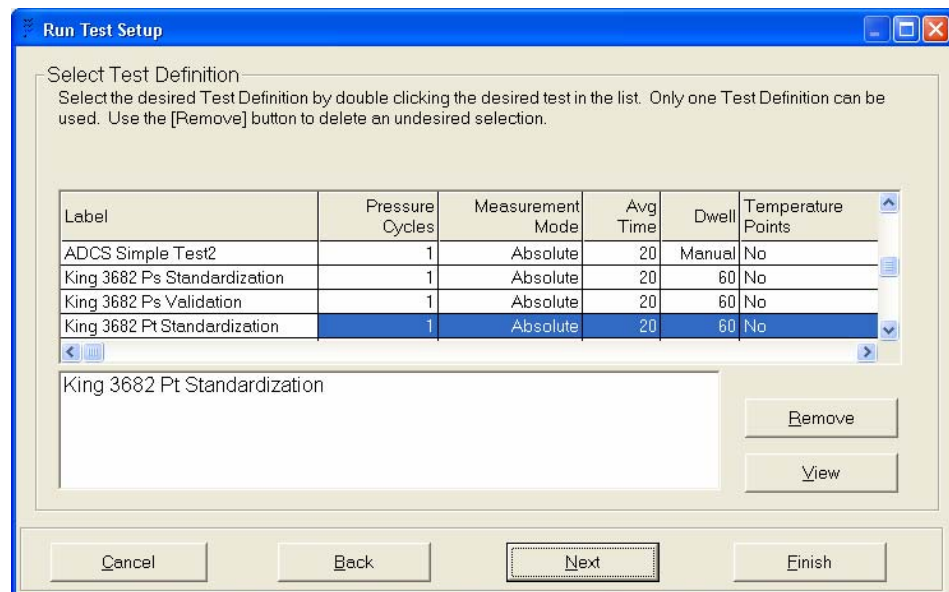 Run Test Setup
Select Test Definition
Select the desired Test Definition by double clicking the desired test in the list. Only one Test Definition can be
used. Use the [Remove] button to delete an undesired selection.
Label Pressure Cycles Measurement Mode Avg Time Dwell Temperature Points
ADCS Simple Test2 1 Absolute 20 Manual No
King 3682 Ps Standardization 1 Absolute 20 60 No
King 3682 Ps Validation 1 Absolute 20 60 No
King 3682 Pt Standardization 1 Absolute 20 60 No
King 3682 Pt Standardization
Remove
View
Cancel Back Next Finish